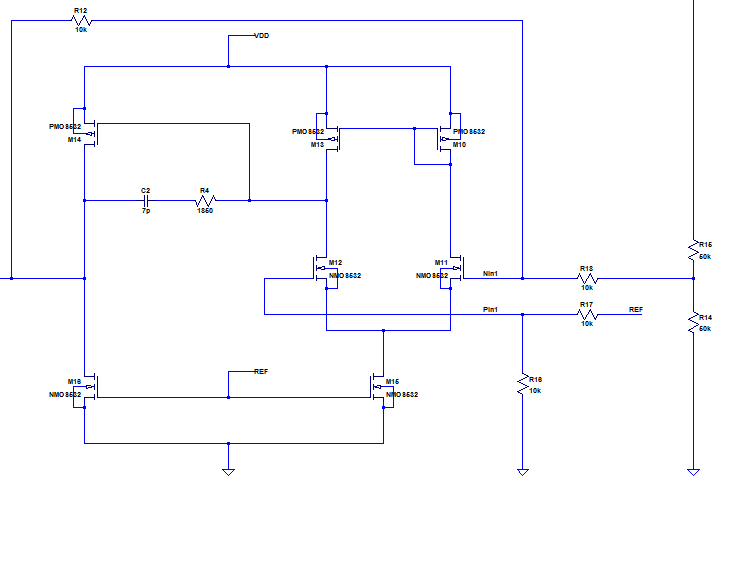 R12
10k
VDD
PMO8532
M14
PMO8532
M13
PMO8532
M10
C2
7p
R4
1850
M12
NMO8532
M11
NMO8532
Nin1
R18
10k
R15
50k
Pin1
R17
10k
REF
R14
50k
M16
NMO8532
REF
M15
NMO8532
R16
10k